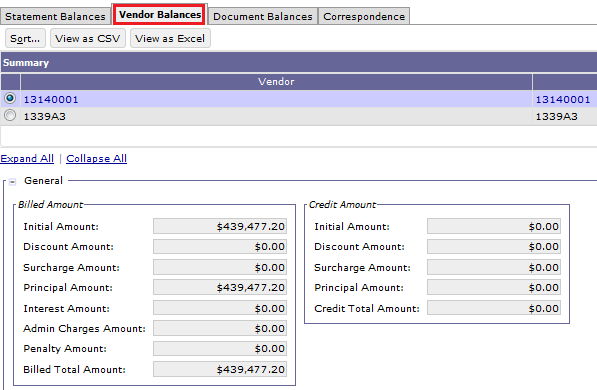 Statement Balances Vendor Balances Document Balances Correspondence
Sort... View as CSV View as Excel
Summary
Vendor
13140001 13140001
1339A3 1339A3
Expand All | Collapse All
General
Billed Amount
Initial Amount: $439,477.20
Discount Amount: $0.00
Surcharge Amount: $0.00
Principal Amount: $439,477.20
Interest Amount: $0.00
Admin Charges Amount: $0.00
Penalty Amount: $0.00
Billed Total Amount: $439,477.20
Credit Amount
Initial Amount: $0.00
Discount Amount: $0.00
Surcharge Amount: $0.00
Principal Amount: $0.00
Credit Total Amount: $0.00